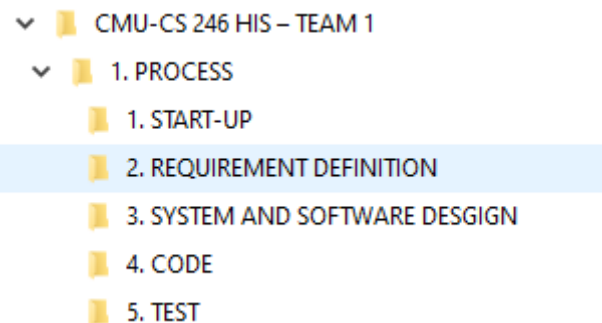 CMU-CS 246 HIS – TEAM 1
1. PROCESS
1. START-UP
2. REQUIREMENT DEFINITION
3. SYSTEM AND SOFTWARE DESGIGN
4. CODE
5. TEST